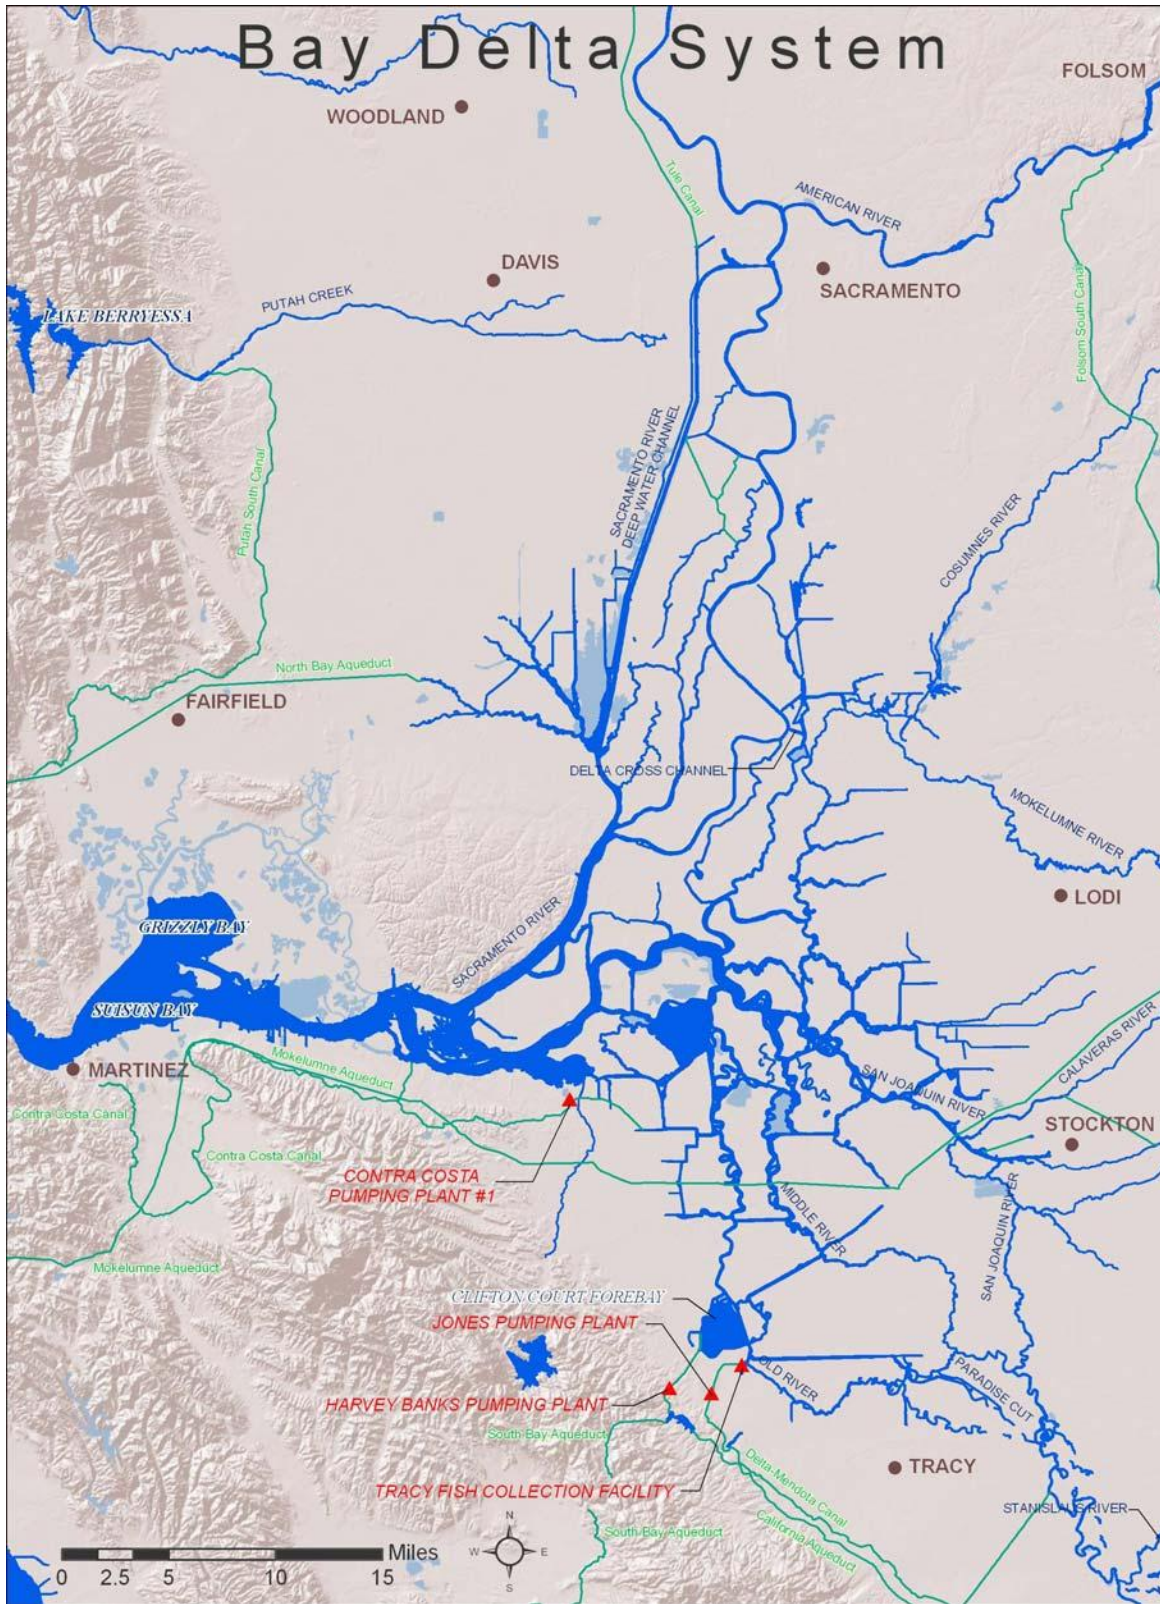 Bay Delta System
FOLSOM
WOODLAND
Tule Canal
AMERICAN RIVER
DAVIS
SACRAMENTO
PUTAH CREEK
LAKE BERRYESSA
Folsom South Canal
SACRAMENTO RIVER
DEEP WATER CHANNEL
Putah South Canal
COSUMNES RIVER
North Bay Aqueduct
FAIRFIELD
DELTA CROSS CHANNEL
MOKELUMNE RIVER
LODI
GRIZZLY BAY
SACRAMENTO RIVER
SUISUN BAY
CALAVERAS RIVER
Mokelumne Aqueduct
MARTINEZ
SAN JOAQUIN RIVER
Contra Costa Canal
STOCKTON
Contra Costa Canal
CONTRA COSTA
PUMPING PLANT #1
MIDDLE RIVER
SAN JOAQUIN RIVER
Mokelumne Aqueduct
CLIFTON COURT FOREBAY
JONES PUMPING PLANT
OLD RIVER
PARADISE CUT
HARVEY BANKS PUMPING PLANT
South Bay Aqueduct
TRACY
Delta-Mendota Canal
TRACY FISH COLLECTION FACILITY
STANISLAUS RIVER
California Aqueduct
South Bay Aqueduct
N
W E
S
Miles
0 2.5 5 10 15